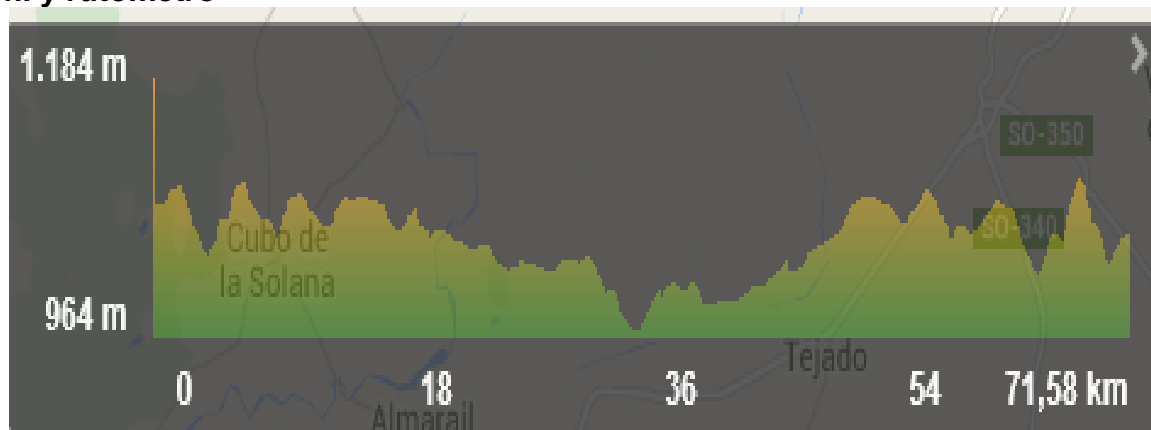 1.184 m
SO-350
Cubo de
la Solana
SO-340
964 m
Tejado
0 18 36 54 71,58 km
Almarail